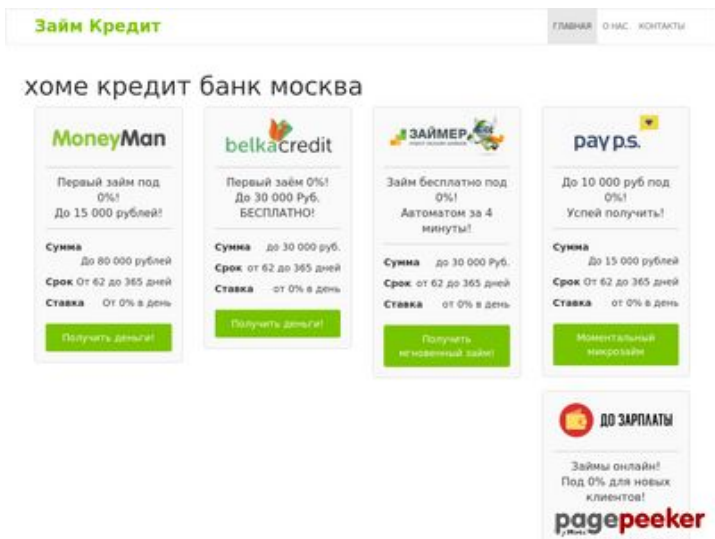 Займ Кредит
ГЛАВНАЯ О НАС КОНТАКТЫ
хоме кредит банк москва
MoneyMan
Первый займ под
0%!
До 15 000 рублей!
Сумма
До 80 000 рублей
Срок От 62 до 365 дней
Ставка От 0% в день
Получить деньги!
belkacredit
Первый заём 0%!
До 30 000 Руб.
БЕСПЛАТНО!
Сумма до 30 000 руб.
Срок от 62 до 365 дней
Ставка от 0% в день
Получить деньги!
ЗАЙМЕР
Займ бесплатно под
0%!
Автоматом за 4
минуты!
Сумма до 30 000 Руб.
Срок от 62 до 365 дней
Ставка от 0% в день
Получить
мгновенный займ!
pay p.s.
До 10 000 руб под
0%!
Успей получить!
Сумма
До 15 000 рублей
Срок От 62 до 365 дней
Ставка от 0% в день
Моментальный
микрозайм
ДО ЗАРПЛАТЫ
Займы онлайн!
Под 0% для новых
клиентов!
pagepeeker